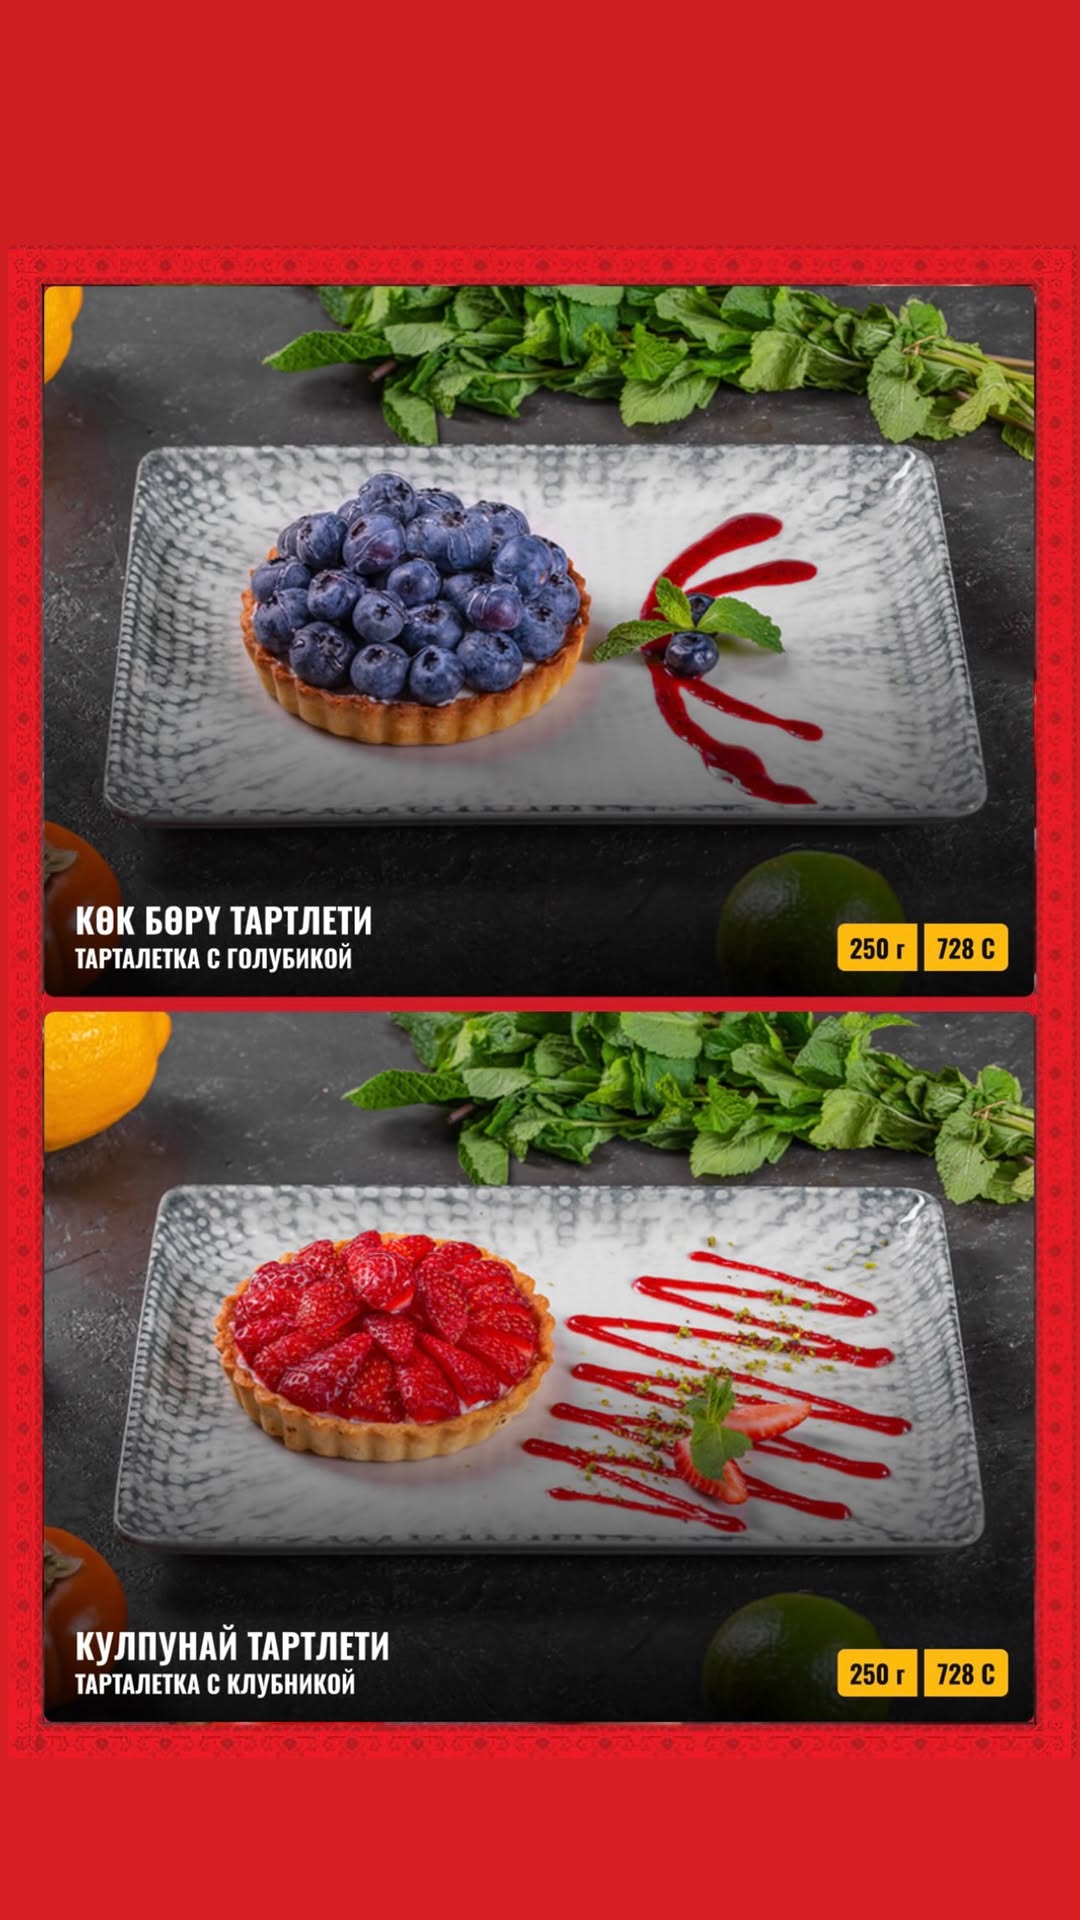 КӨК БӨРҮ ТАРТЛЕТИ
ТАРТАЛЕТКА С ГОЛУБИКОЙ
250 г 728 С
КУЛПУНАЙ ТАРТЛЕТИ
ТАРТАЛЕТКА С КЛУБНИКОЙ
250 г 728 С